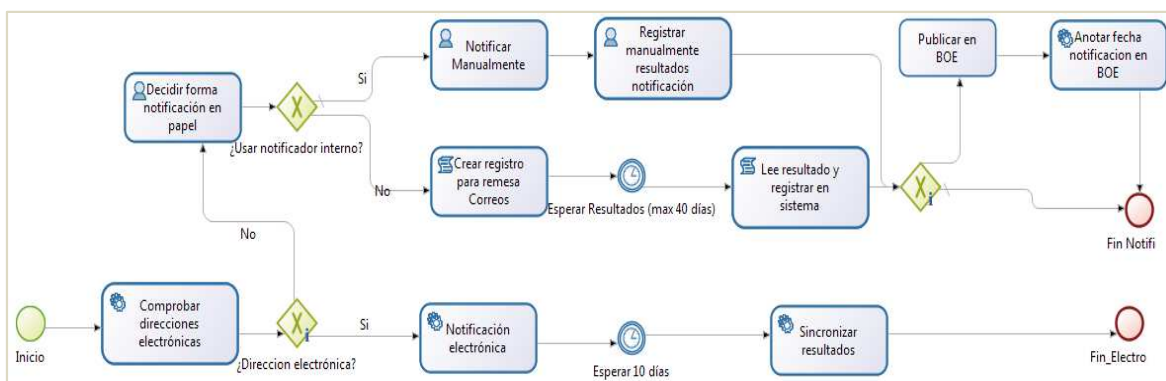 Decidir forma
notificación en
papel
¿Usar notificador interno?
Si
No
Notificar
Manualmente
Registrar
manualmente
resultados
notificación
Publicar en
BOE
Anotar fecha
notificacion en
BOE
Crear registro
para remesa
Correos
Esperar Resultados (max 40 días)
Lee resultado y
registrar en
sistema
Fin Notifi
No
Inicio
Comprobar
direcciones
electrónicas
¿Direccion electrónica?
Si
Notificación
electrónica
Esperar 10 días
Sincronizar
resultados
Fin_Electro